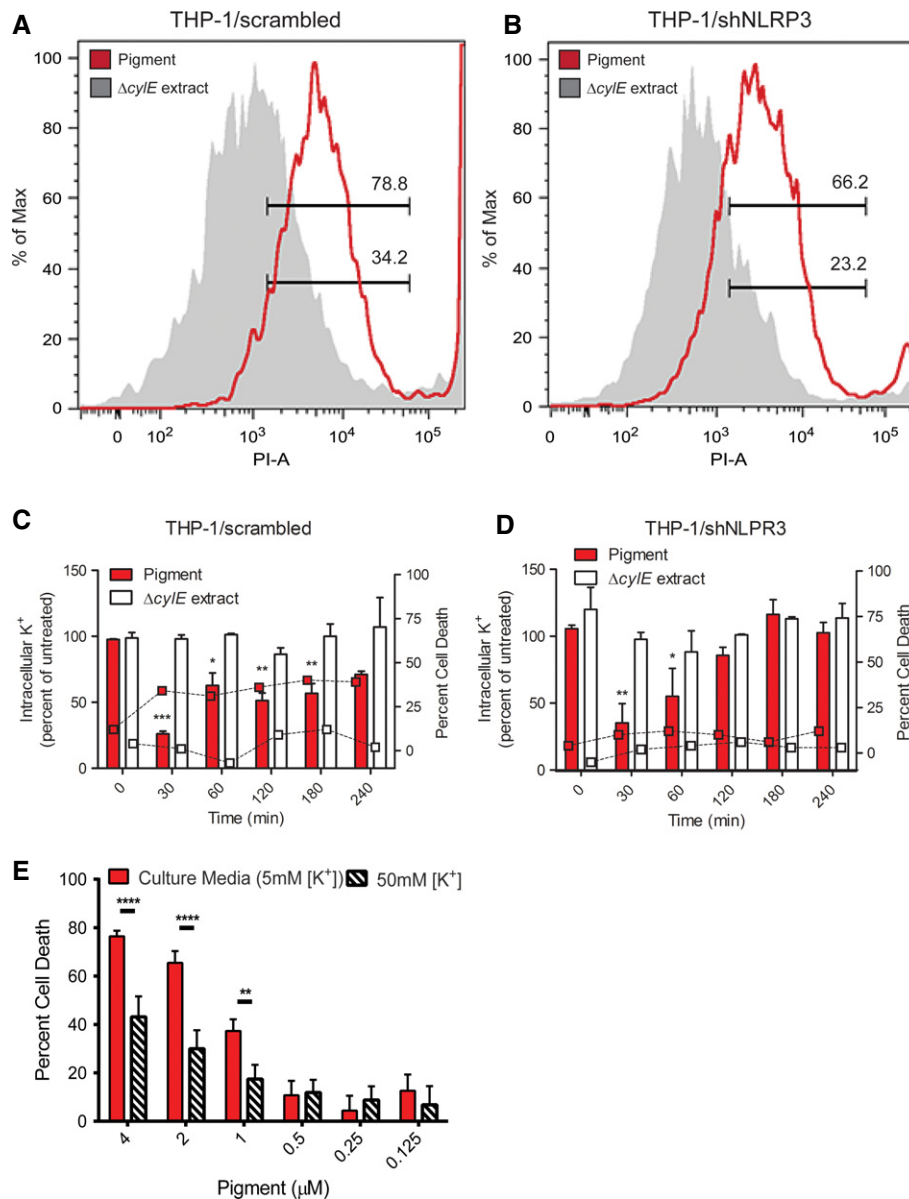 A
THP-1/scrambled
Pigment
ΔcylE extract
100
80
60
40
20
0
% of Max
78.8
34.2
0 10² 10³ 10⁴ 10⁵
PI-A
B
THP-1/shNLRP3
Pigment
ΔcylE extract
100
80
60
40
20
0
% of Max
66.2
23.2
0 10² 10³ 10⁴ 10⁵
PI-A
C
THP-1/scrambled
Pigment
ΔcylE extract
Intracellular K⁺
(percent of untreated)
150
100
50
0
100
75
50
25
0
Percent Cell Death
*** * ** **
0 30 60 120 180 240
Time (min)
D
THP-1/shNLPR3
Pigment
ΔcylE extract
Intracellular K⁺
(percent of untreated)
150
100
50
0
100
75
50
25
0
Percent Cell Death
** *
0 30 60 120 180 240
Time (min)
E
Culture Media (5mM [K⁺]) 50mM [K⁺]
Percent Cell Death
100
80
60
40
20
0
**** **** **
4 2 1 0.5 0.25 0.125
Pigment (μM)